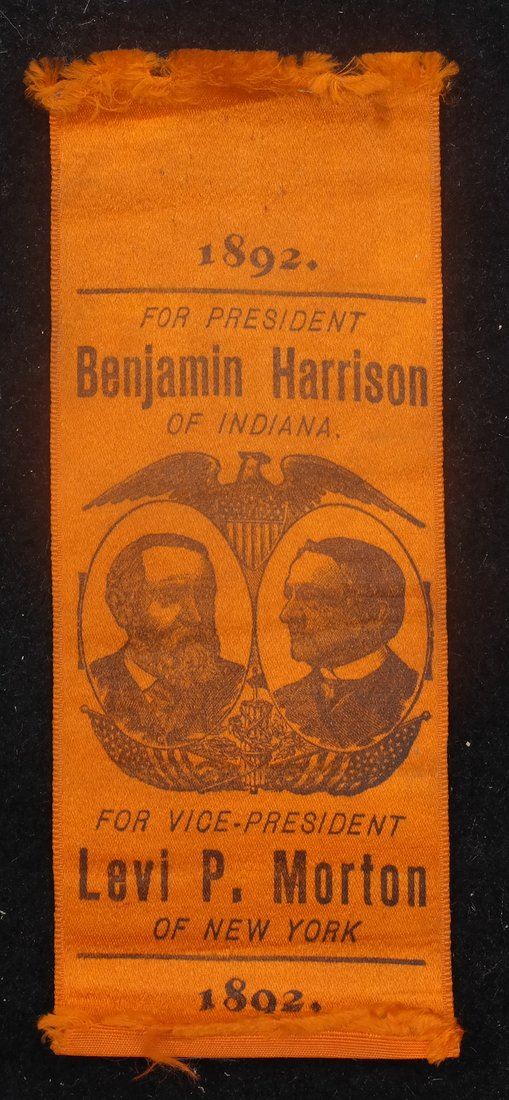 1892.
FOR PRESIDENT
Benjamin Harrison
OF INDIANA.
FOR VICE-PRESIDENT
Levi P. Morton
OF NEW YORK
1892.